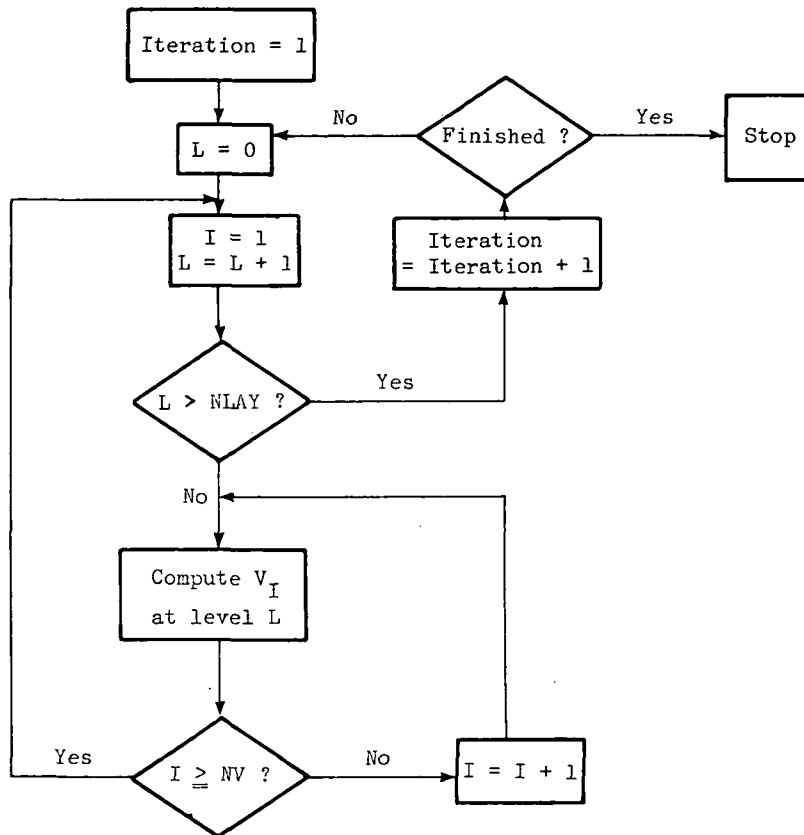 Iteration = 1
No
Finished ?
Yes
Stop
L = 0
I = 1
L = L + 1
Iteration
= Iteration + 1
L > NLAY ?
Yes
No
Compute V_I
at level L
Yes
I ≧ NV ?
No
I = I + 1